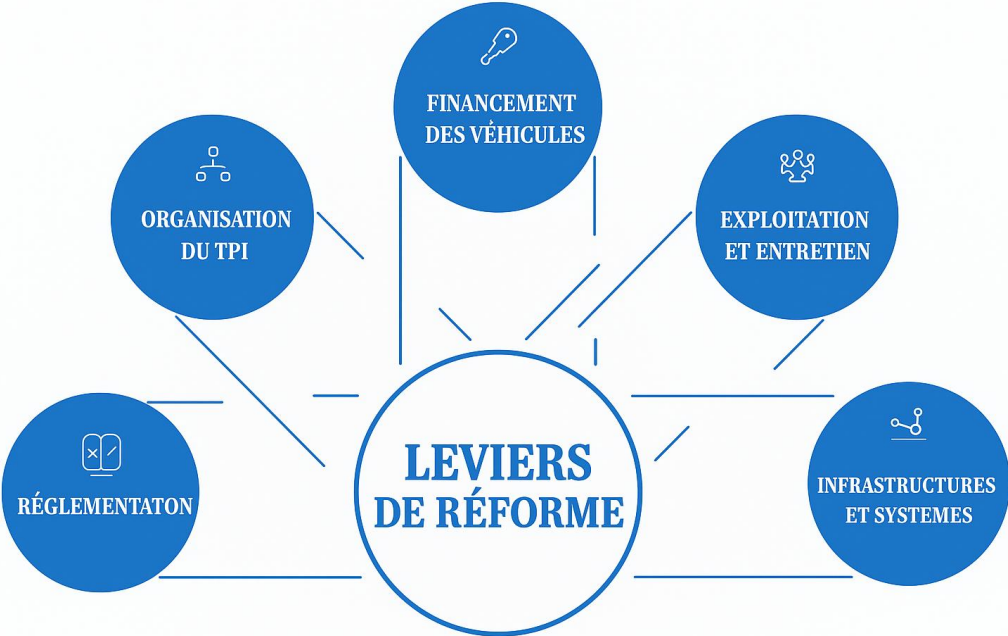 FINANCEMENT
DES VÉHICULES
ORGANISATION
DU TPI
EXPLOITATION
ET ENTRETIEN
RÉGLEMENTATON
LEVIERS
DE RÉFORME
INFRASTRUCTURES
ET SYSTEMES